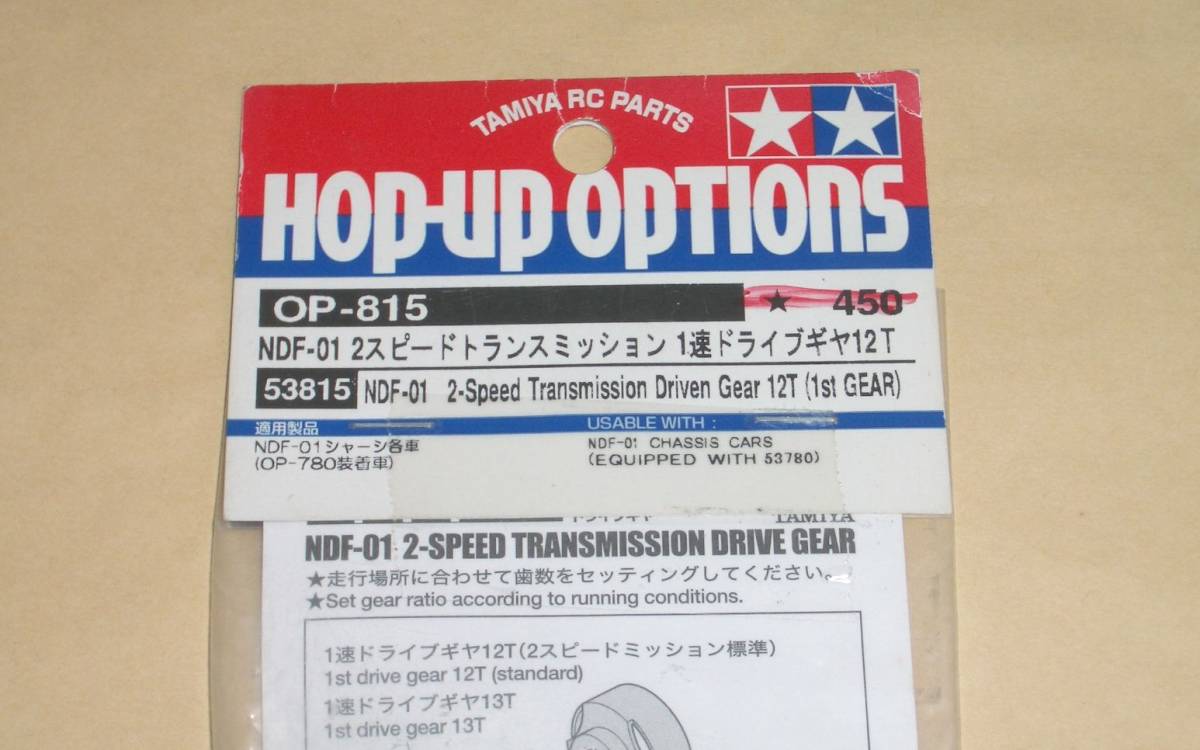 TAMIYA RC PARTS
HOP-UP OPTIONS
OP-815 ★ 450
NDF-01 2スピードトランスミッション 1速ドライブギヤ12T
53815 NDF-01 2-Speed Transmission Driven Gear 12T (1st GEAR)
適用製品
NDF-01シャーシ各車
(OP-780装着車)
USABLE WITH :
NDF-01 CHASSIS CARS
(EQUIPPED WITH 53780)
ドライブギヤー TAMIYA
NDF-01 2-SPEED TRANSMISSION DRIVE GEAR
★走行場所に合わせて歯数をセッティングしてください。
★Set gear ratio according to running conditions.
1速ドライブギヤ12T(2スピードミッション標準)
1st drive gear 12T (standard)
1速ドライブギヤ13T
1st drive gear 13T